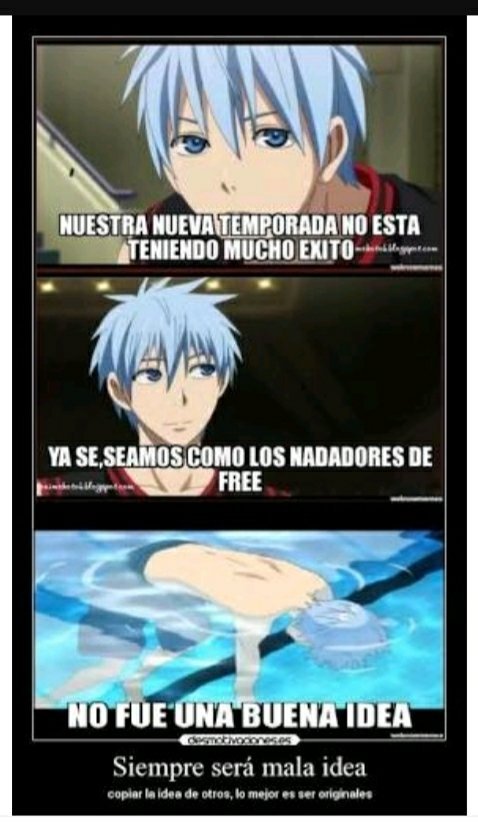 NUESTRA NUEVA TEMPORADA NO ESTA
TENIENDO MUCHO EXITO
YA SE,SEAMOS COMO LOS NADADORES DE
FREE
NO FUE UNA BUENA IDEA
desmotivaciones.es
Siempre será mala idea
copiar la idea de otros, lo mejor es ser originales